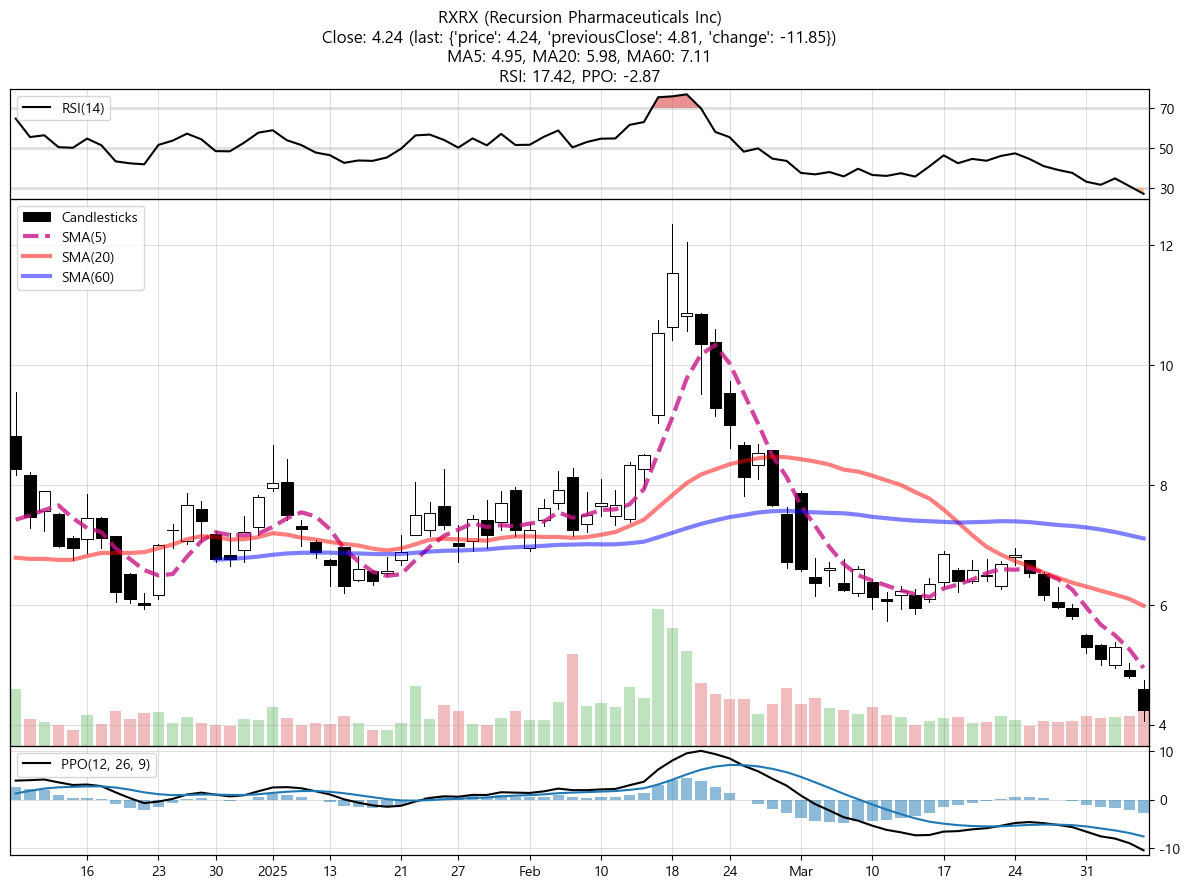 RXRX (Recursion Pharmaceuticals Inc)
Close: 4.24 (last: {'price': 4.24, 'previousClose': 4.81, 'change': -11.85})
MA5: 4.95, MA20: 5.98, MA60: 7.11
RSI: 17.42, PPO: -2.87
RSI(14)
70
50
30
Candlesticks
SMA(5)
SMA(20)
SMA(60)
12
10
8
6
4
PPO(12, 26, 9)
10
0
-10
16 23 30 2025 13 21 27 Feb 10 18 24 Mar 10 17 24 31